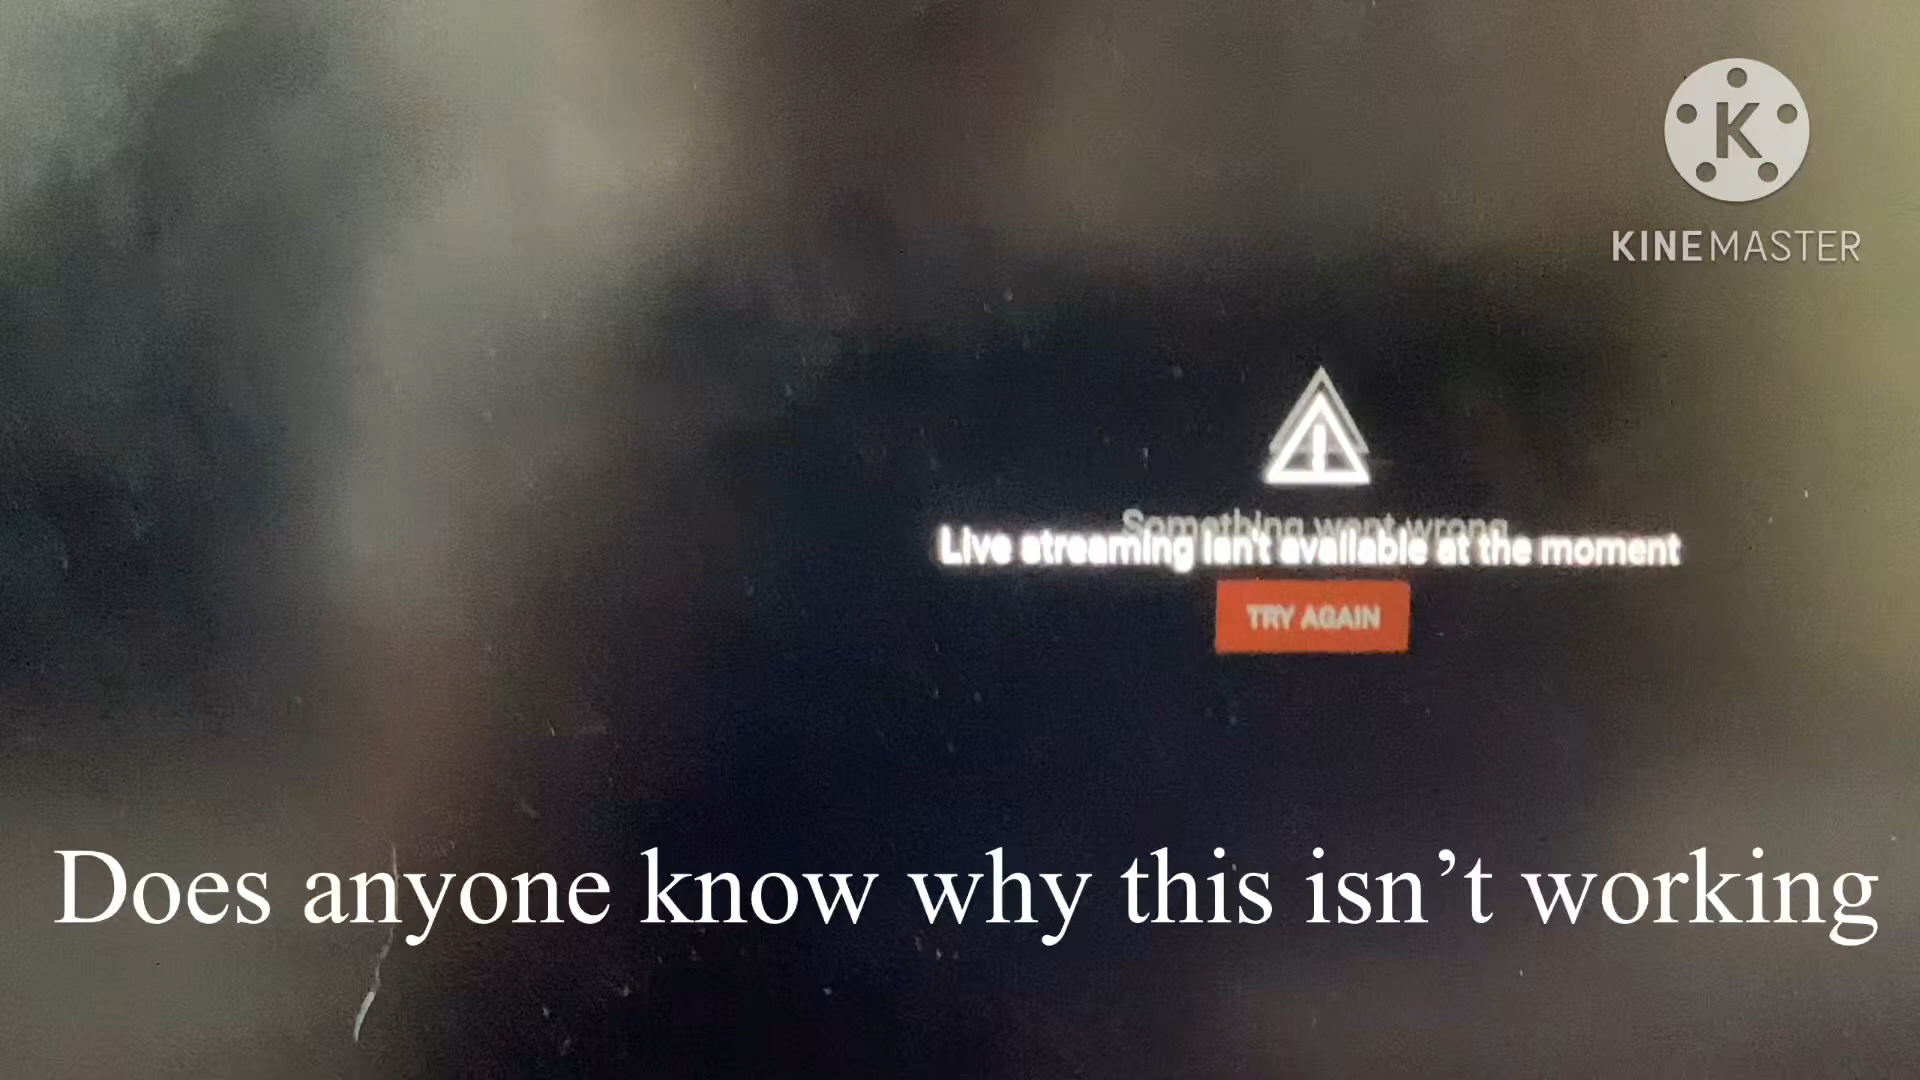 K
KINEMASTER
Something went wrong
Live streaming isn't available at the moment
TRY AGAIN
Does anyone know why this isn’t working